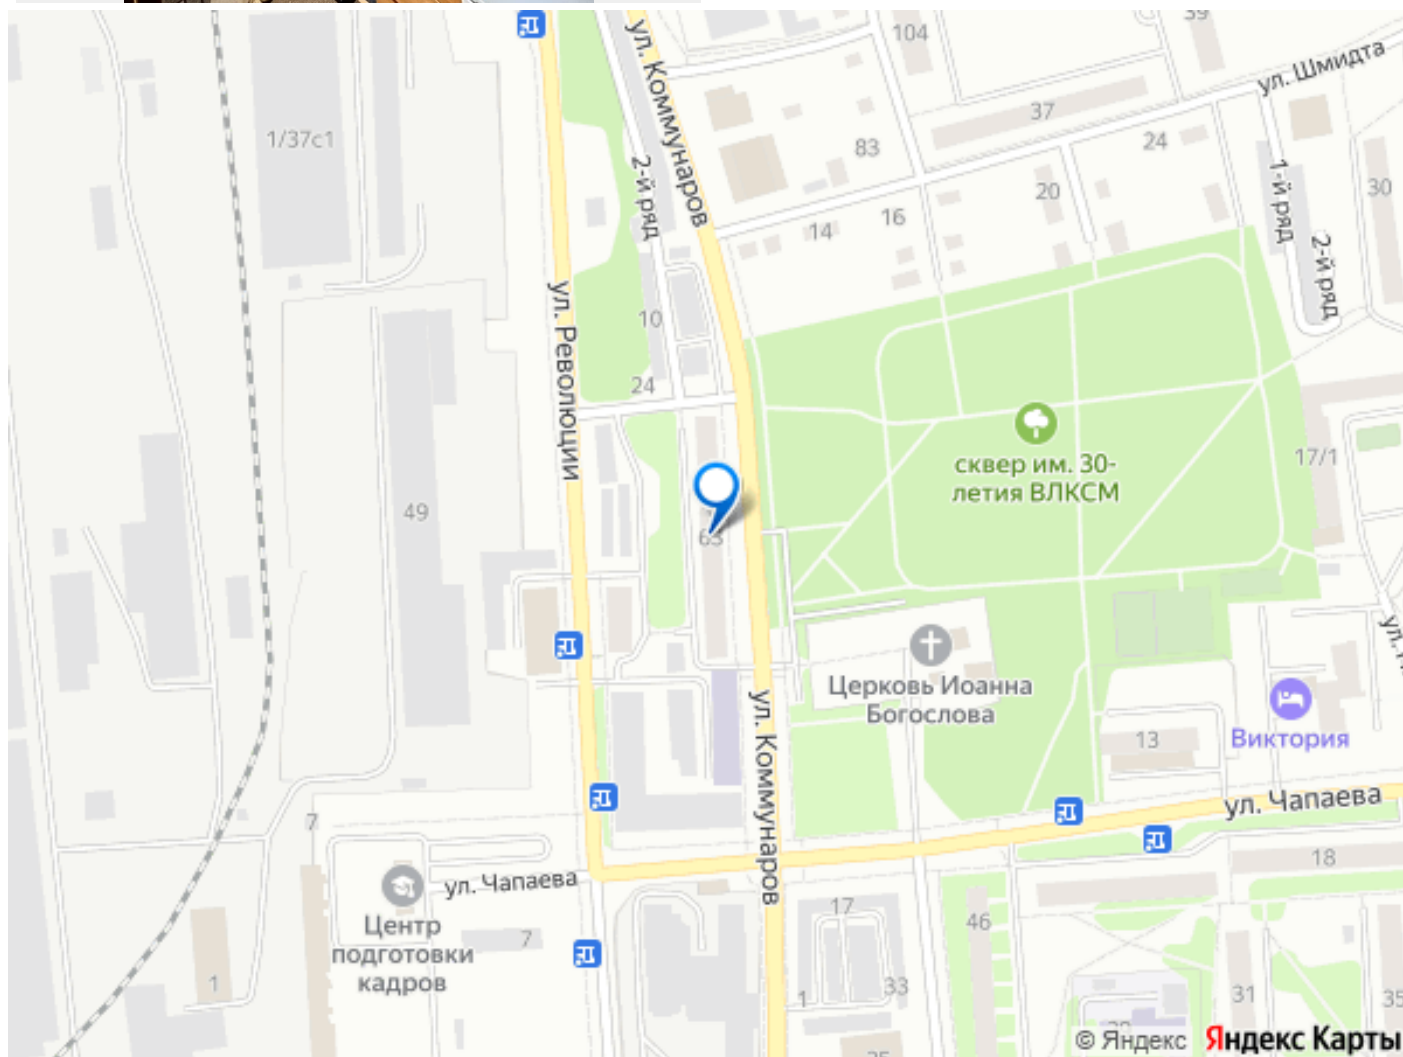 39
104
ул. Коммунаров
ул. Шмидта
37
1/37с1
83
24
2-й ряд
1-й ряд
30
20
16
14
2-й ряд
10
ул. Революции
24
сквер им. 30-
летия ВЛКСМ
17/1
49
Церковь Иоанна
Богослова
ул. Коммунаров
13
Виктория
ул. Чапаева
7
18
ул. Чапаева
17
46
Центр
подготовки
кадров
7
1
33
1
31
35
© Яндекс
Яндекс Карты